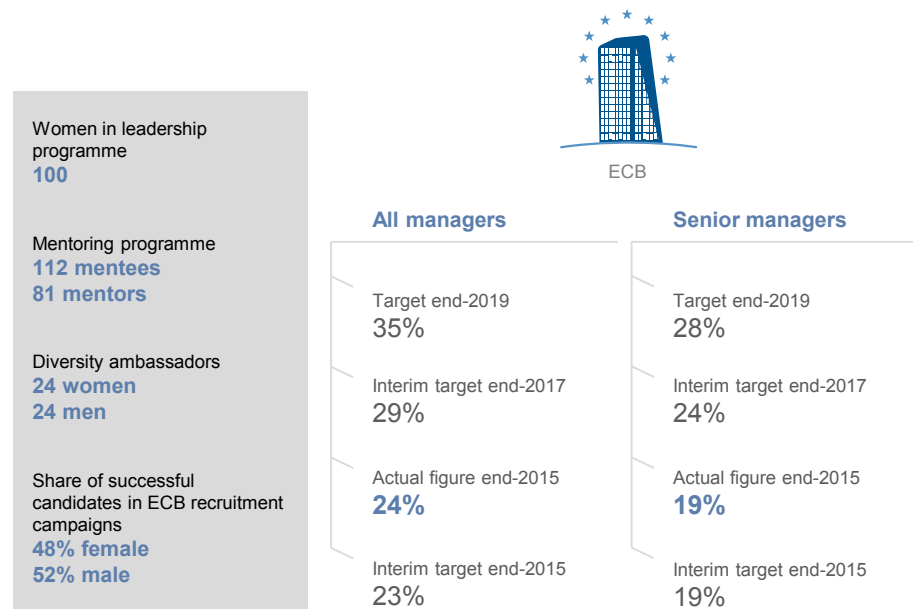 Women in leadership
programme
100
Mentoring programme
112 mentees
81 mentors
Diversity ambassadors
24 women
24 men
Share of successful
candidates in ECB recruitment
campaigns
48% female
52% male
ECB
All managers
Target end-2019
35%
Interim target end-2017
29%
Actual figure end-2015
24%
Interim target end-2015
23%
Senior managers
Target end-2019
28%
Interim target end-2017
24%
Actual figure end-2015
19%
Interim target end-2015
19%